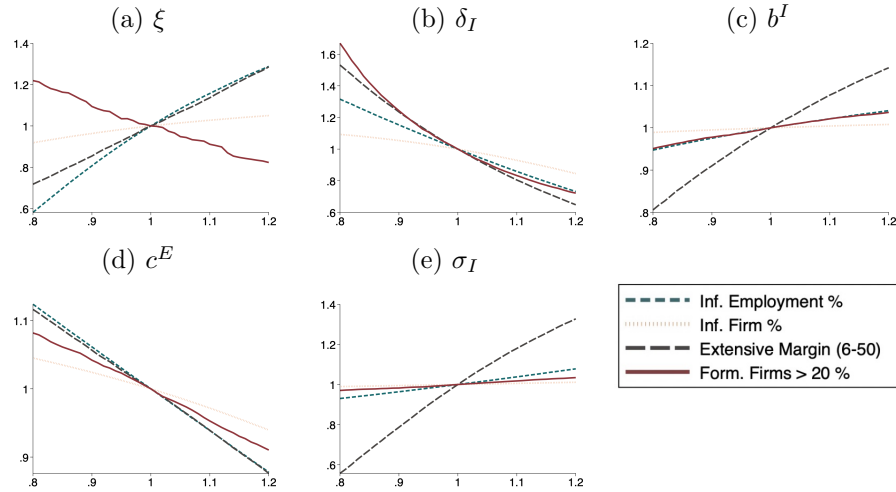 (a) ξ
(b) δ_I
(c) b^I
1.4
1.2
1
.8
.6
.8 .9 1 1.1 1.2
1.6
1.4
1.2
1
.8
.6
.8 .9 1 1.1 1.2
1.2
1.1
1
.9
.8
.8 .9 1 1.1 1.2
(d) c^E
(e) σ_I
1.1
1
.9
.8 .9 1 1.1 1.2
1.4
1.2
1
.8
.6
.8 .9 1 1.1 1.2
Inf. Employment %
Inf. Firm %
Extensive Margin (6-50)
Form. Firms > 20 %